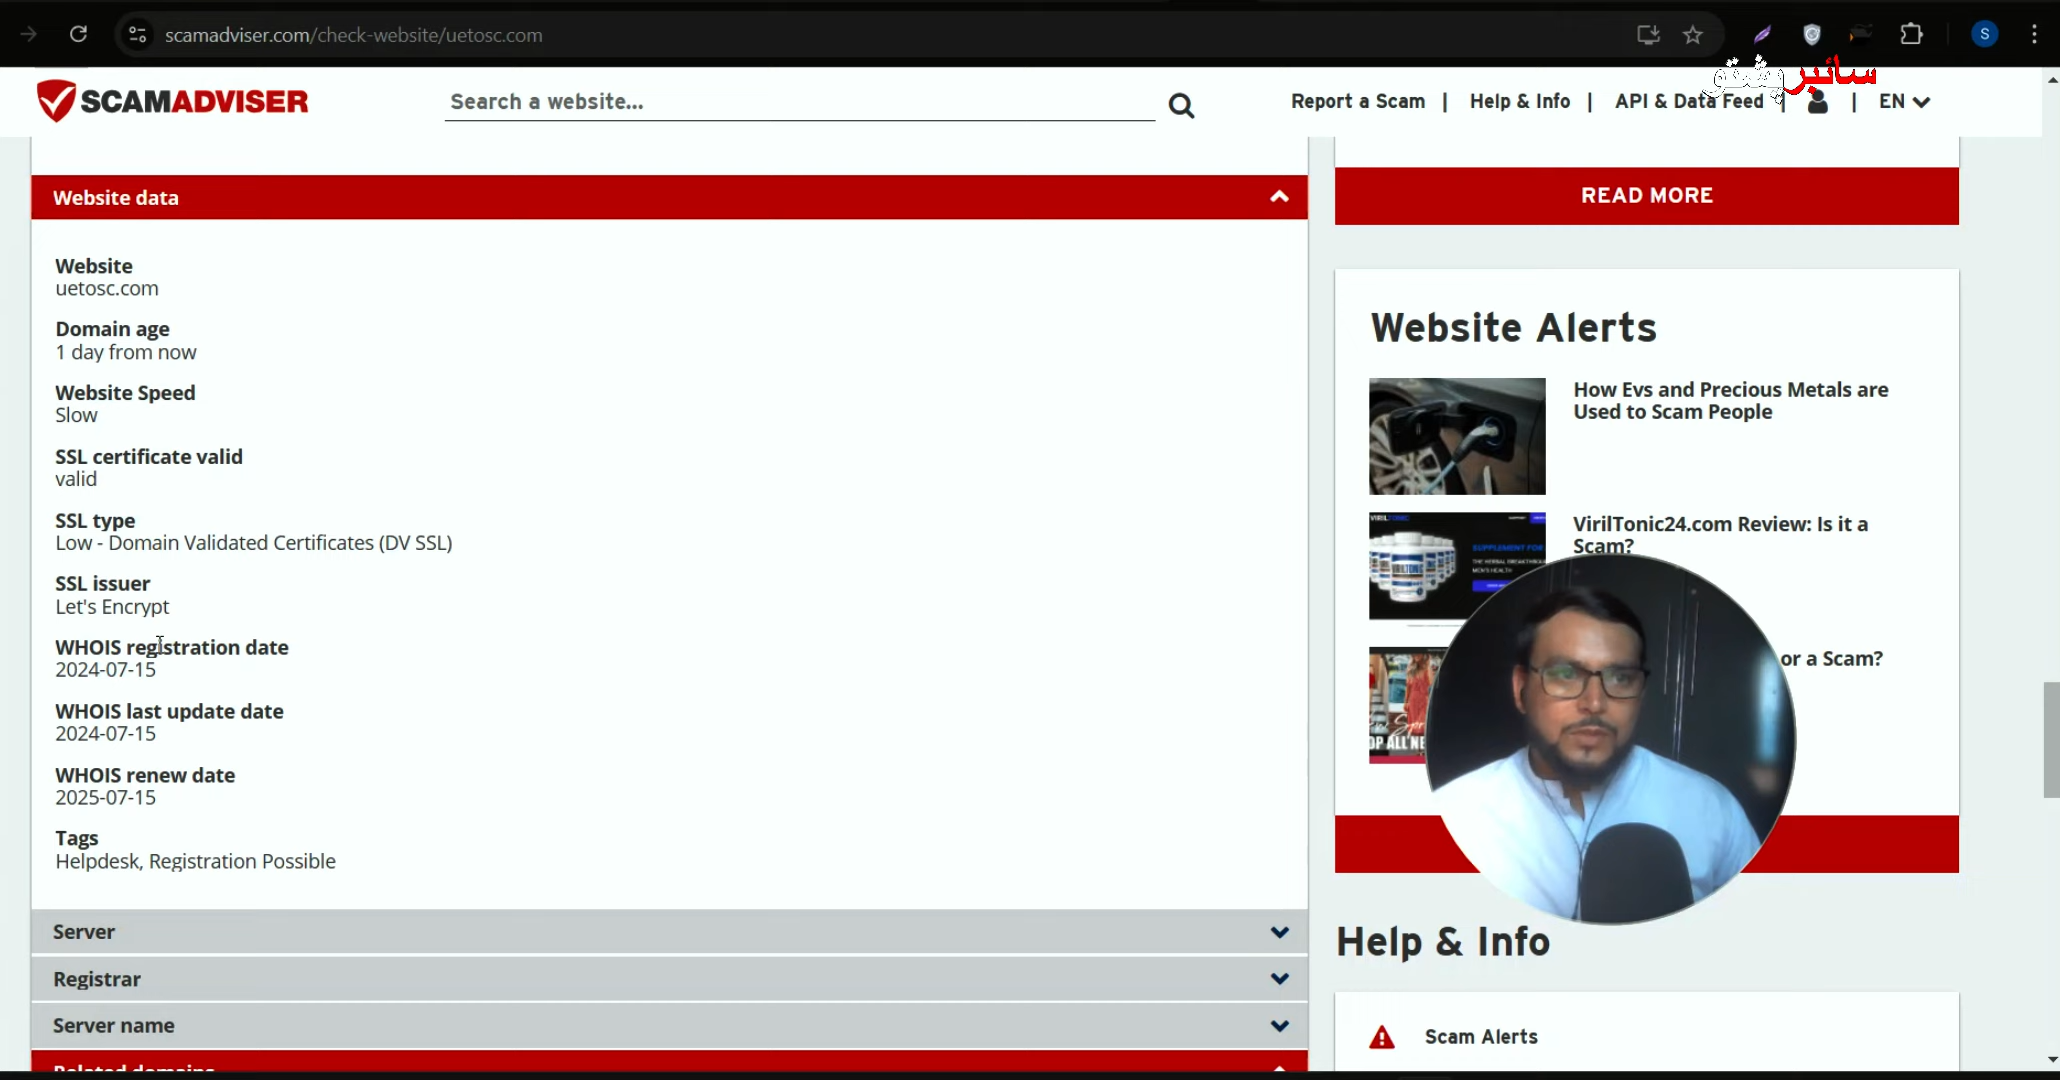 scamadviser.com/check-website/uetosc.com
S
سائبر پشتو
SCAMADVISER
Search a website...
Report a Scam | Help & Info | API & Data Feed | | EN
Website data
Website
uetosc.com
Domain age
1 day from now
Website Speed
Slow
SSL certificate valid
valid
SSL type
Low - Domain Validated Certificates (DV SSL)
SSL issuer
Let's Encrypt
WHOIS registration date
2024-07-15
WHOIS last update date
2024-07-15
WHOIS renew date
2025-07-15
Tags
Helpdesk, Registration Possible
Server
Registrar
Server name
Related domains
READ MORE
Website Alerts
How Evs and Precious Metals are
Used to Scam People
VirilTonic24.com Review: Is it a
Scam?
or a Scam?
Help & Info
Scam Alerts